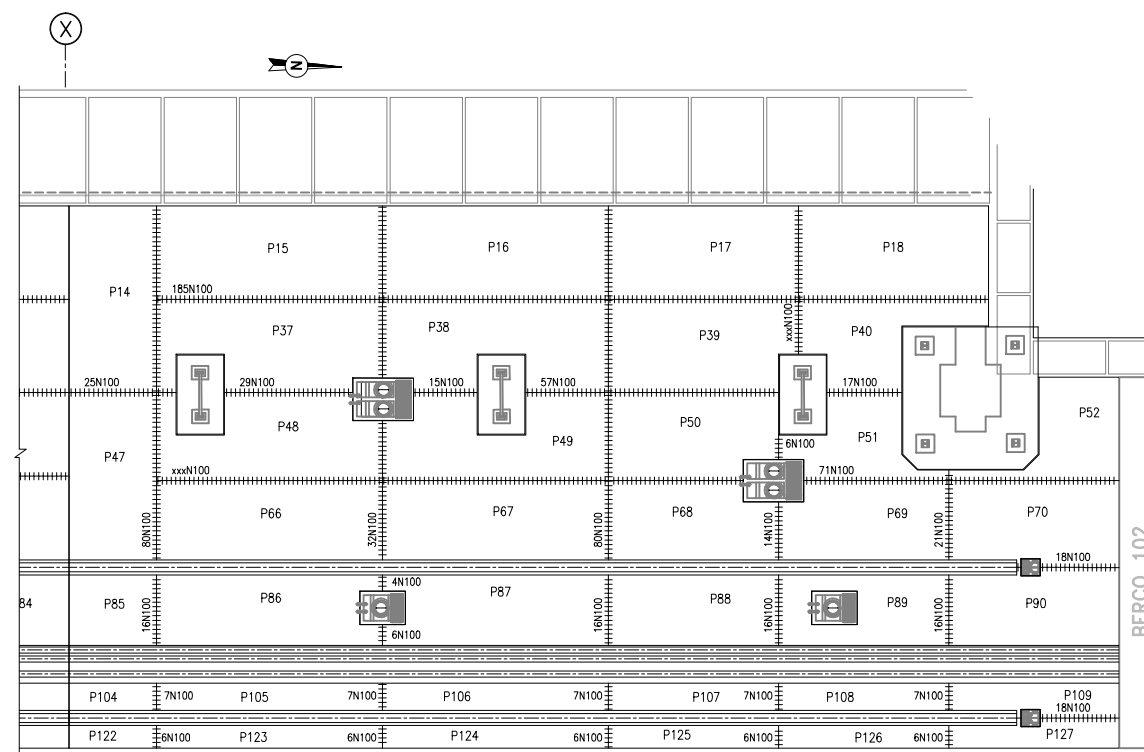 X
N
P15
P16
P17
P18
P14
185N100
P37
P38
P39
xxxN100
P40
25N100
29N100
15N100
57N100
17N100
P52
P48
P49
P50
P51
6N100
P47
xxxN100
71N100
P66
P67
P68
P69
P70
80N100
32N100
80N100
14N100
21N100
18N100
BERÇO 102
84
P85
P86
4N100
P87
P88
P89
P90
16N100
16N100
16N100
16N100
6N100
P104
7N100
P105
7N100
P106
7N100
P107
7N100
P108
7N100
P109
18N100
P122
6N100
P123
6N100
P124
6N100
P125
6N100
P126
6N100
P127